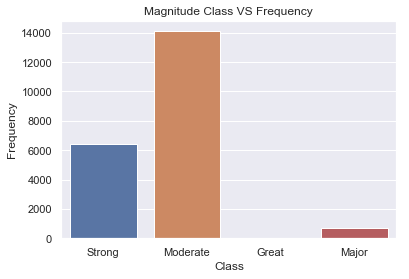 Magnitude Class VS Frequency
14000
12000
10000
8000
6000
4000
2000
0
Frequency
Strong Moderate Great Major
Class